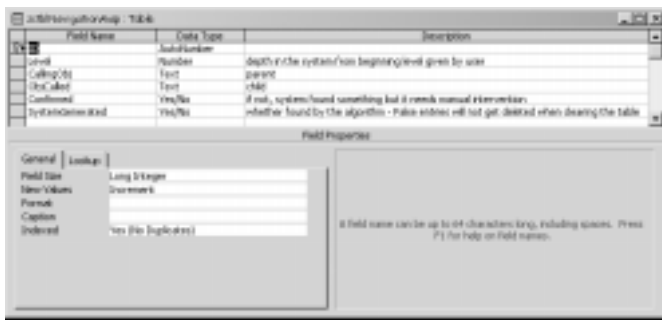 : Table
Field Name Data Type Description
ID AutoNumber
Level Number depth in the system from beginning level given by user
CallingObj Text parent
ObjCalled Text child
Confirmed Yes/No if not, system found something but it needs manual intervention
SystemGenerated Yes/No whether found by the algorithm - False entries will not get deleted when clearing the table
Field Properties
General Lookup
Field Size Long Integer
New Values Increment
Format
Caption
Indexed Yes (No Duplicates)
A field name can be up to 64 characters long, including spaces. Press
F1 for help on field names.